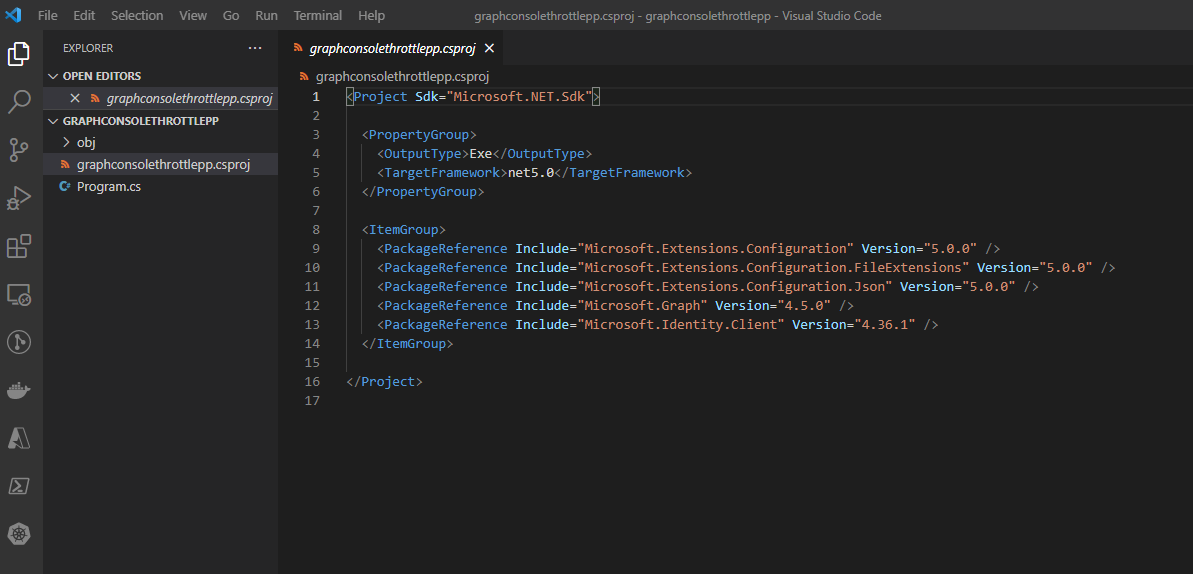 File Edit Selection View Go Run Terminal Help graphconsolethrottlepp.csproj - graphconsolethrottlepp - Visual Studio Code
EXPLORER ···
graphconsolethrottlepp.csproj
OPEN EDITORS
graphconsolethrottlepp.csproj
GRAPHCONSOLETHROTTLEPP
obj
graphconsolethrottlepp.csproj
Program.cs
graphconsolethrottlepp.csproj
1 <Project Sdk="Microsoft.NET.Sdk">
2
3 <PropertyGroup>
4 <OutputType>Exe</OutputType>
5 <TargetFramework>net5.0</TargetFramework>
6 </PropertyGroup>
7
8 <ItemGroup>
9 <PackageReference Include="Microsoft.Extensions.Configuration" Version="5.0.0" />
10 <PackageReference Include="Microsoft.Extensions.Configuration.FileExtensions" Version="5.0.0" />
11 <PackageReference Include="Microsoft.Extensions.Configuration.Json" Version="5.0.0" />
12 <PackageReference Include="Microsoft.Graph" Version="4.5.0" />
13 <PackageReference Include="Microsoft.Identity.Client" Version="4.36.1" />
14 </ItemGroup>
15
16 </Project>
17